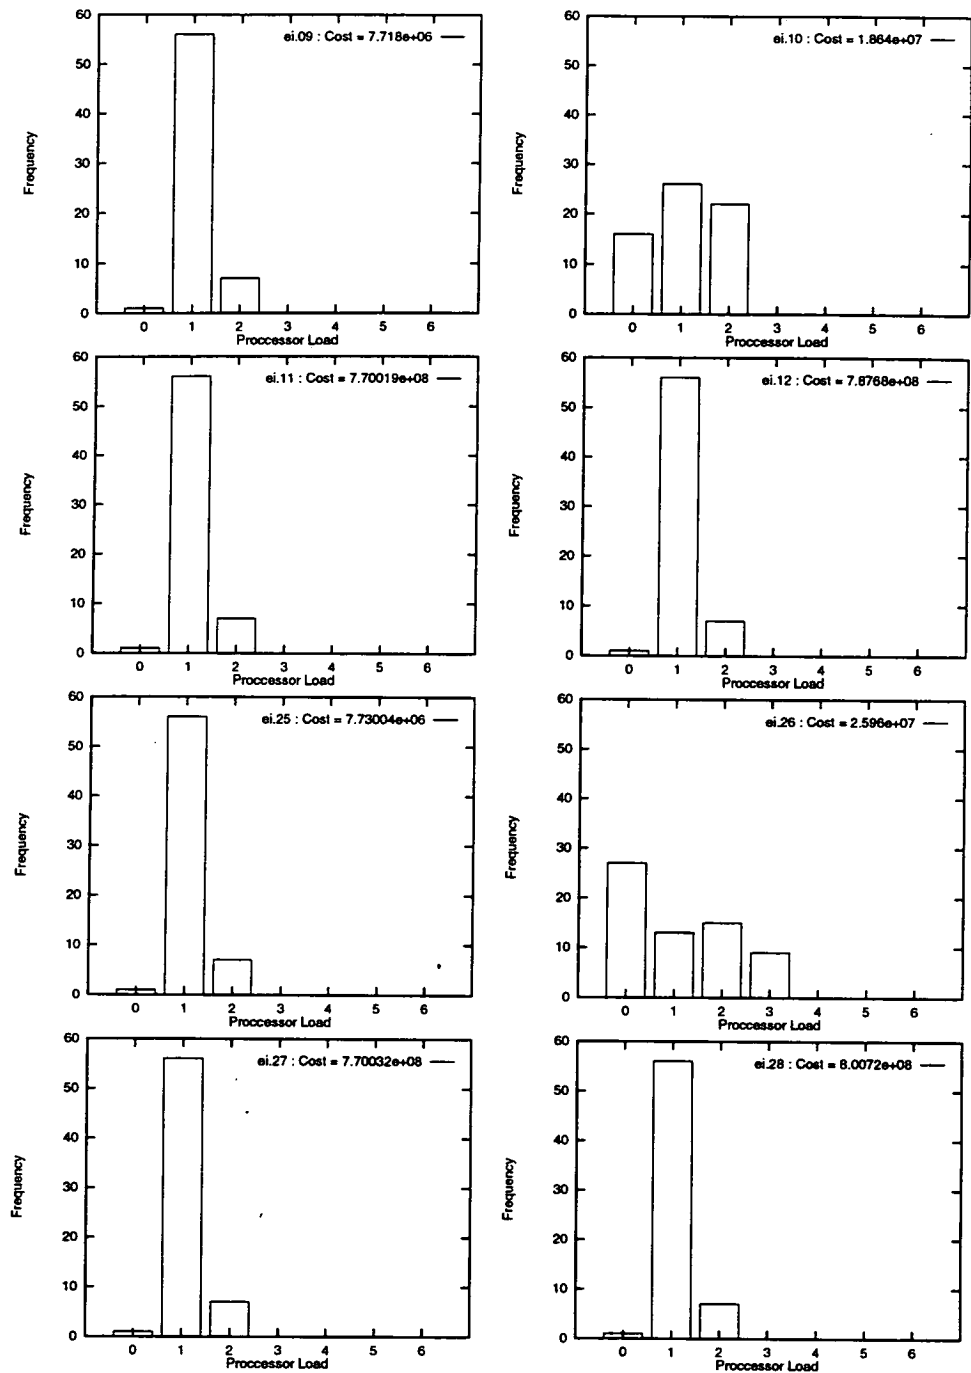 60
ei.09 : Cost = 7.718e+06
50
40
Frequency
30
20
10
0
0 1 2 3 4 5 6
Proccessor Load
60
ei.10 : Cost = 1.864e+07
50
40
Frequency
30
20
10
0
0 1 2 3 4 5 6
Proccessor Load
60
ei.11 : Cost = 7.70019e+08
50
40
Frequency
30
20
10
0
0 1 2 3 4 5 6
Proccessor Load
60
ei.12 : Cost = 7.8768e+08
50
40
Frequency
30
20
10
0
0 1 2 3 4 5 6
Proccessor Load
60
ei.25 : Cost = 7.73004e+06
50
40
Frequency
30
20
10
0
0 1 2 3 4 5 6
Proccessor Load
60
ei.26 : Cost = 2.596e+07
50
40
Frequency
30
20
10
0
0 1 2 3 4 5 6
Proccessor Load
60
ei.27 : Cost = 7.70032e+08
50
40
Frequency
30
20
10
0
0 1 2 3 4 5 6
Proccessor Load
60
ei.28 : Cost = 8.0072e+08
50
40
Frequency
30
20
10
0
0 1 2 3 4 5 6
Proccessor Load